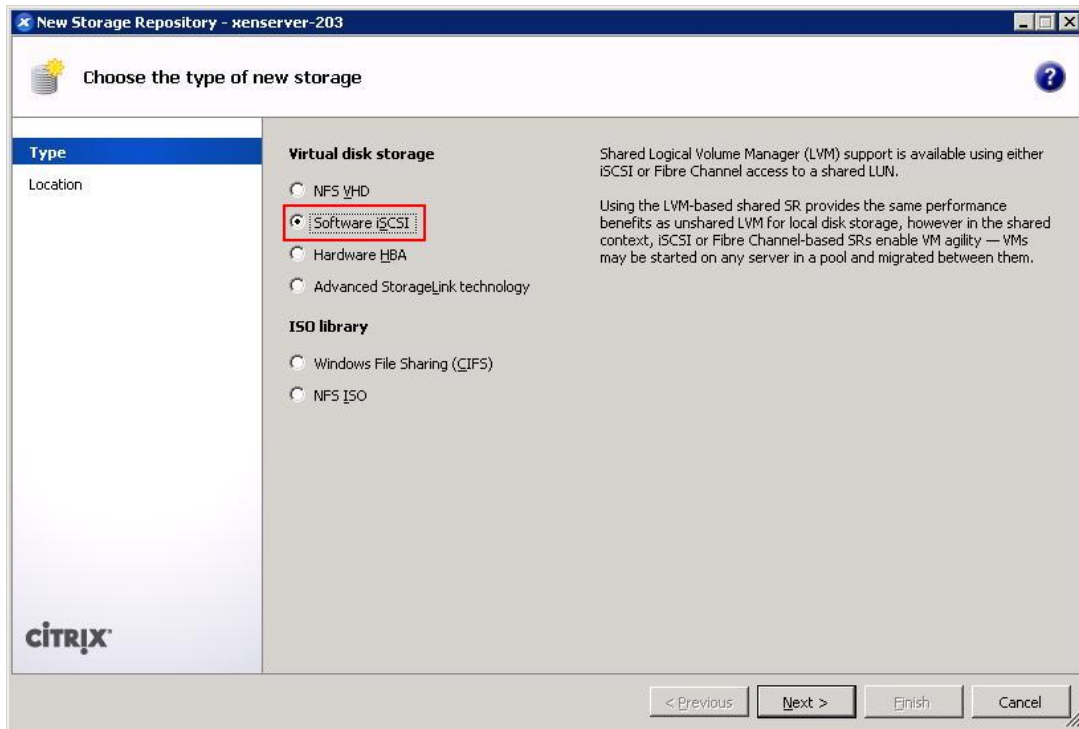 New Storage Repository - xenserver-203
Choose the type of new storage
?
Type
Location
Virtual disk storage
NFS VHD
Software iSCSI
Hardware HBA
Advanced StorageLink technology
ISO library
Windows File Sharing (CIFS)
NFS ISO
Shared Logical Volume Manager (LVM) support is available using either
iSCSI or Fibre Channel access to a shared LUN.
Using the LVM-based shared SR provides the same performance
benefits as unshared LVM for local disk storage, however in the shared
context, iSCSI or Fibre Channel-based SRs enable VM agility — VMs
may be started on any server in a pool and migrated between them.
CITRIX
< Previous
Next >
Finish
Cancel